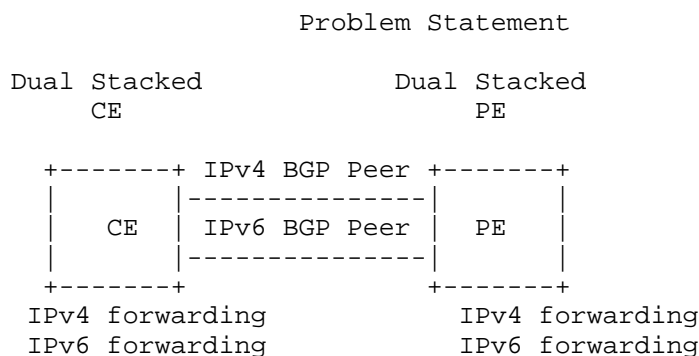 Problem Statement
Dual Stacked Dual Stacked
CE PE
+-------+ IPv4 BGP Peer +-------+
| |---------------| |
| CE | IPv6 BGP Peer | PE |
| |---------------| |
+-------+ +-------+
IPv4 forwarding IPv4 forwarding
IPv6 forwarding IPv6 forwarding